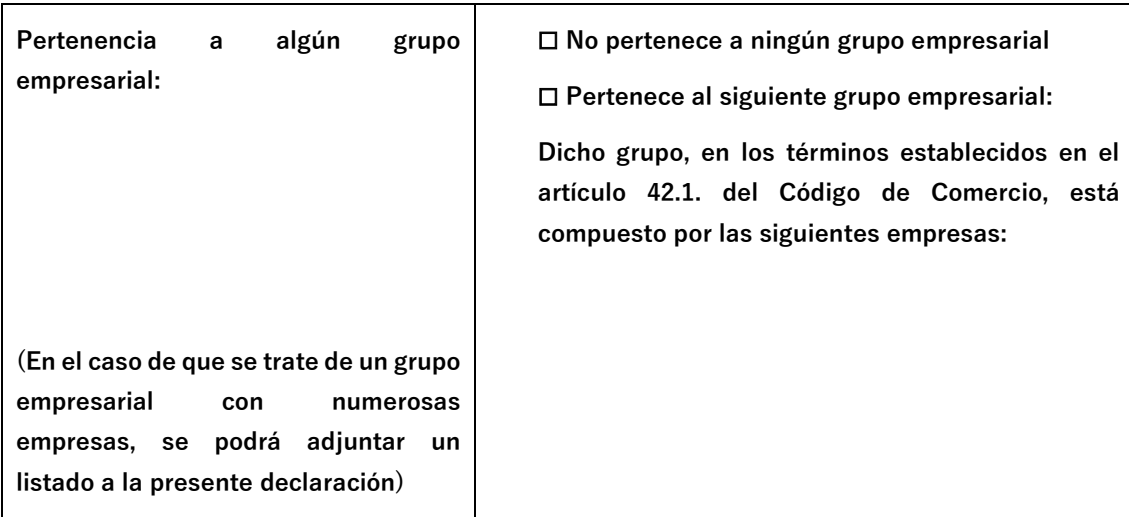 Pertenencia a algún grupo
empresarial:
(En el caso de que se trate de un grupo
empresarial con numerosas
empresas, se podrá adjuntar un
listado a la presente declaración)
☐ No pertenece a ningún grupo empresarial
☐ Pertenece al siguiente grupo empresarial:
Dicho grupo, en los términos establecidos en el
artículo 42.1. del Código de Comercio, está
compuesto por las siguientes empresas: